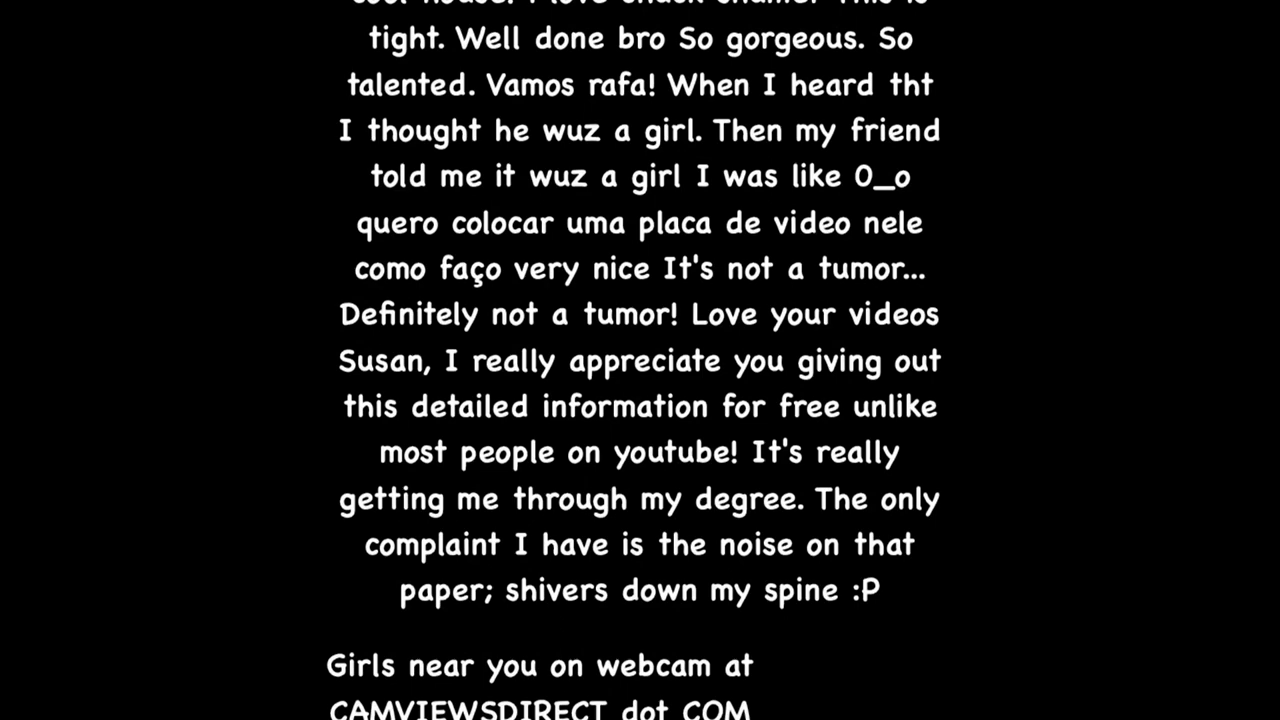 tight. Well done bro So gorgeous. So
talented. Vamos rafa! When I heard tht
I thought he wuz a girl. Then my friend
told me it wuz a girl I was like 0_o
quero colocar uma placa de video nele
como faço very nice It's not a tumor...
Definitely not a tumor! Love your videos
Susan, I really appreciate you giving out
this detailed information for free unlike
most people on youtube! It's really
getting me through my degree. The only
complaint I have is the noise on that
paper; shivers down my spine :P
Girls near you on webcam at
CAMVIEWSDIRECT dot COM